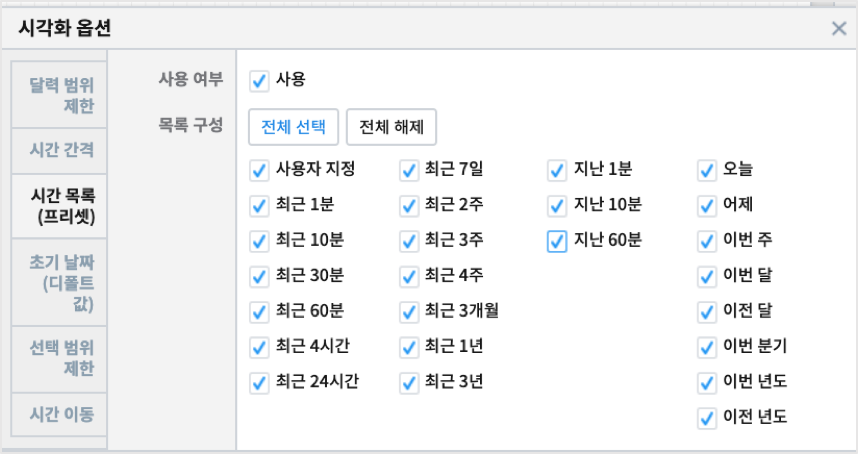 시각화 옵션
달력 범위
제한
시간 간격
시간 목록
(프리셋)
초기 날짜
(디폴트
값)
선택 범위
제한
시간 이동
사용 여부
사용
목록 구성
전체 선택 전체 해제
사용자 지정 최근 7일 지난 1분 오늘
최근 1분 최근 2주 지난 10분 어제
최근 10분 최근 3주 지난 60분 이번 주
최근 30분 최근 4주 이번 달
최근 60분 최근 3개월 이전 달
최근 4시간 최근 1년 이번 분기
최근 24시간 최근 3년 이번 년도
이전 년도